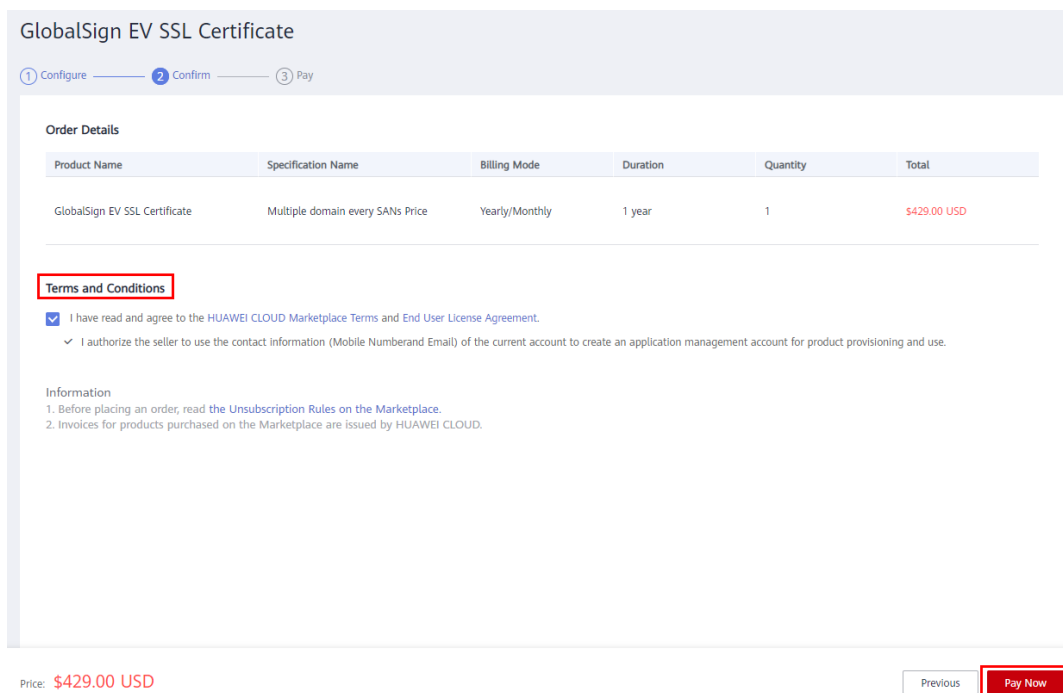 GlobalSign EV SSL Certificate
1 Configure 2 Confirm 3 Pay
Order Details
Product Name Specification Name Billing Mode Duration Quantity Total
GlobalSign EV SSL Certificate Multiple domain every SANs Price Yearly/Monthly 1 year 1 $429.00 USD
Terms and Conditions
I have read and agree to the HUAWEI CLOUD Marketplace Terms and End User License Agreement.
I authorize the seller to use the contact information (Mobile Numberand Email) of the current account to create an application management account for product provisioning and use.
Information
1. Before placing an order, read the Unsubscription Rules on the Marketplace.
2. Invoices for products purchased on the Marketplace are issued by HUAWEI CLOUD.
Price: $429.00 USD Previous Pay Now